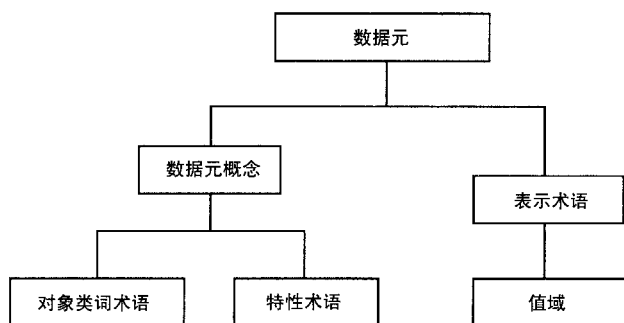 数据元
数据元概念
表示术语
对象类词术语
特性术语
值域